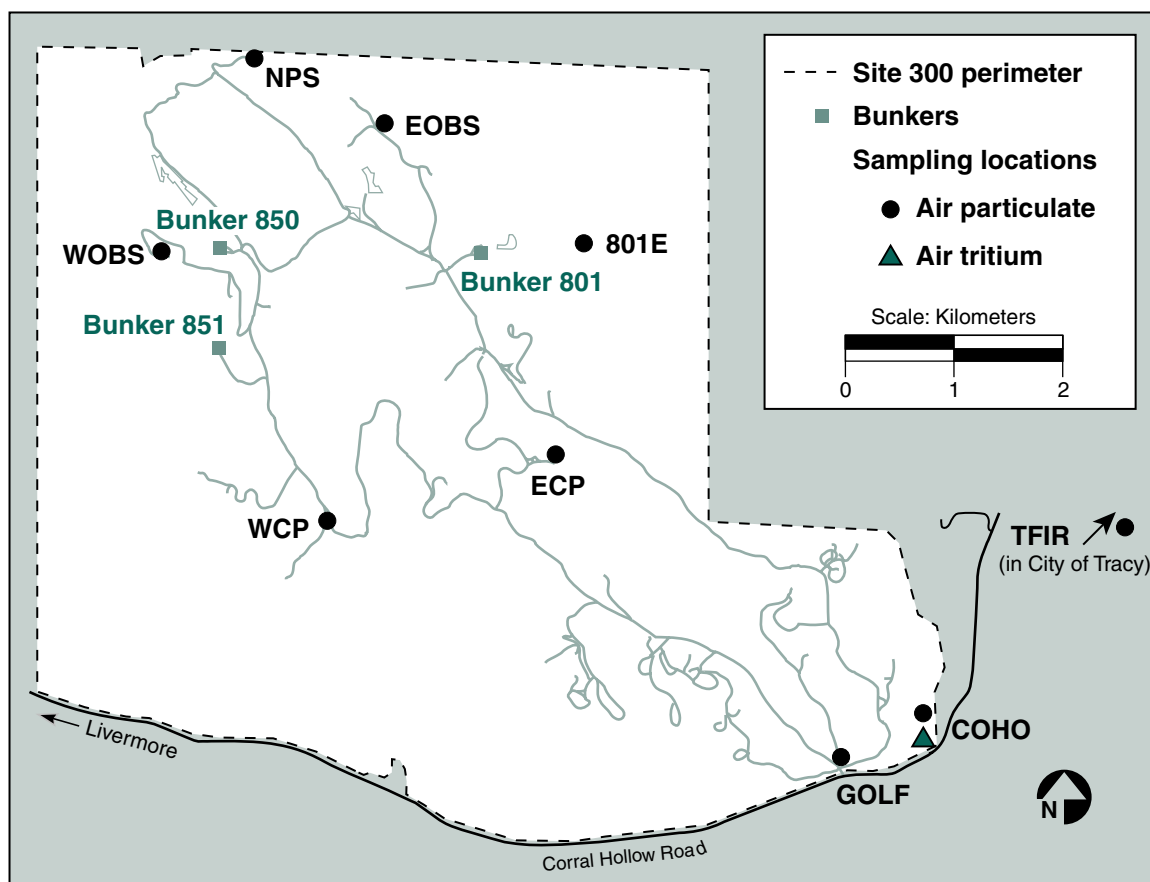 NPS
EOBS
Bunker 850
WOBS
801E
Bunker 801
Bunker 851
ECP
WCP
TFIR
(in City of Tracy)
COHO
GOLF
Livermore
Corral Hollow Road
N
Site 300 perimeter
Bunkers
Sampling locations
Air particulate
Air tritium
Scale: Kilometers
0 1 2